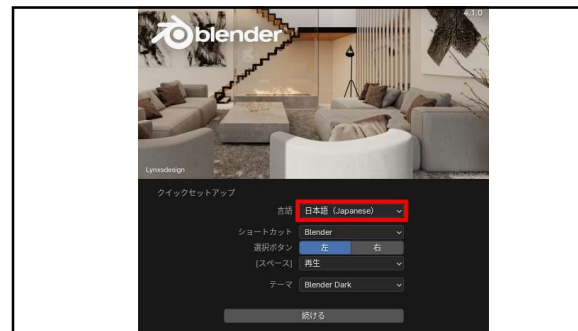 blender
4.1.0
Lynxsdesign
クイックセットアップ
言語 日本語 (Japanese)
ショートカット Blender
選択ボタン 左 右
[スペース] 再生
テーマ Blender Dark
続ける